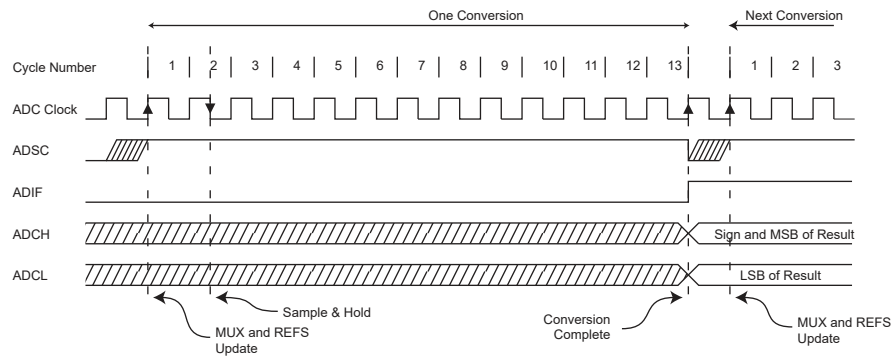 One Conversion
Next Conversion
Cycle Number 1 2 3 4 5 6 7 8 9 10 11 12 13 1 2 3
ADC Clock
ADSC
ADIF
ADCH
Sign and MSB of Result
ADCL
LSB of Result
MUX and REFS
Update
Sample & Hold
Conversion
Complete
MUX and REFS
Update